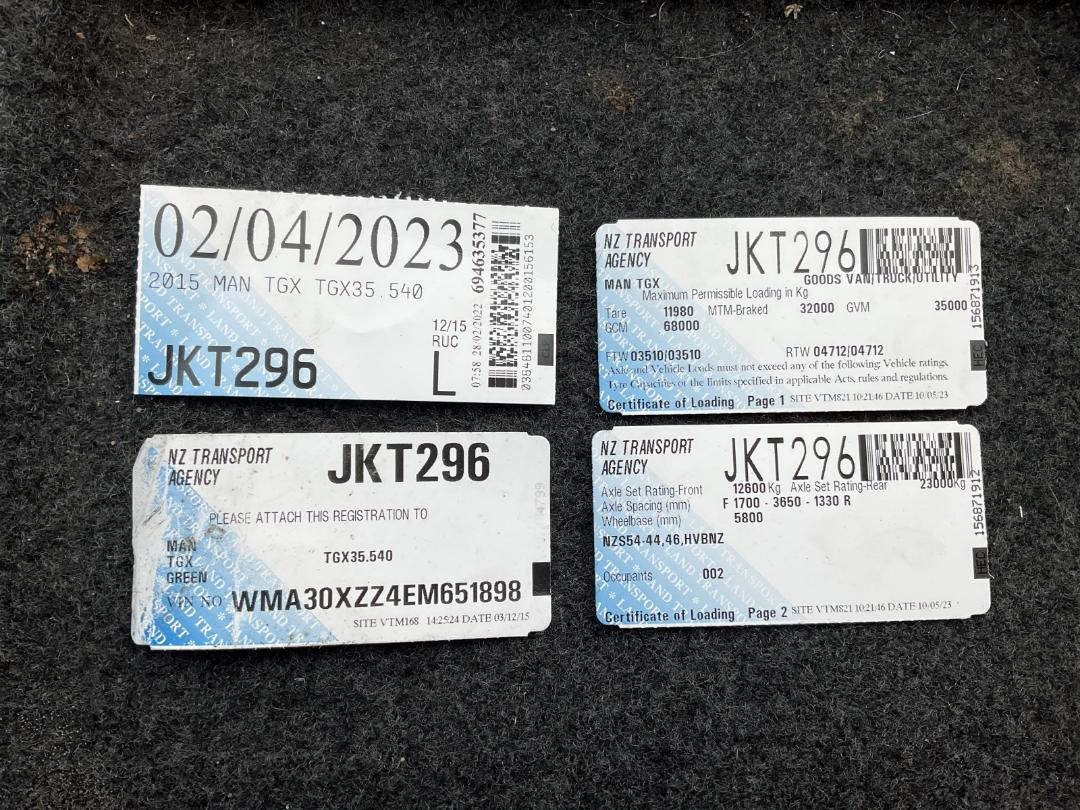 02/04/2023
2015 MAN TGX TGX35.540
12/15
RUC
JKT296
L
07:58 28/02/2022 694635377
NZ TRANSPORT
AGENCY
JKT296
GOODS VAN/TRUCK/UTILITY
MAN TGX
Maximum Permissible Loading in Kg
Tare 11980 MTM-Braked 32000 GVM 35000
GCM 68000
FTW 03510/03510 RTW 04712/04712
Axle and Vehicle Loads must not exceed any of the following: Vehicle ratings,
Tyre Capacities or the limits specified in applicable Acts, rules and regulations.
Certificate of Loading Page 1 SITE VTM821 10:21:46 DATE 10/05/23
156871913
HEC
NZ TRANSPORT
AGENCY
JKT296
PLEASE ATTACH THIS REGISTRATION TO
MAN
TGX TGX35.540
GREEN
VIN NO WMA30XZZ4EM651898
SITE VTM168 14:25:24 DATE 03/12/15
4799
NZ TRANSPORT
AGENCY
JKT296
Axle Set Rating-Front 12600 Kg Axle Set Rating-Rear 23000Kg
Axle Spacing (mm) F 1700 - 3650 - 1330 R
Wheelbase (mm) 5800
NZS54-44,46,HVBNZ
Occupants 002
Certificate of Loading Page 2 SITE VTM821 10:21:46 DATE 10/05/23
156871912
HEC